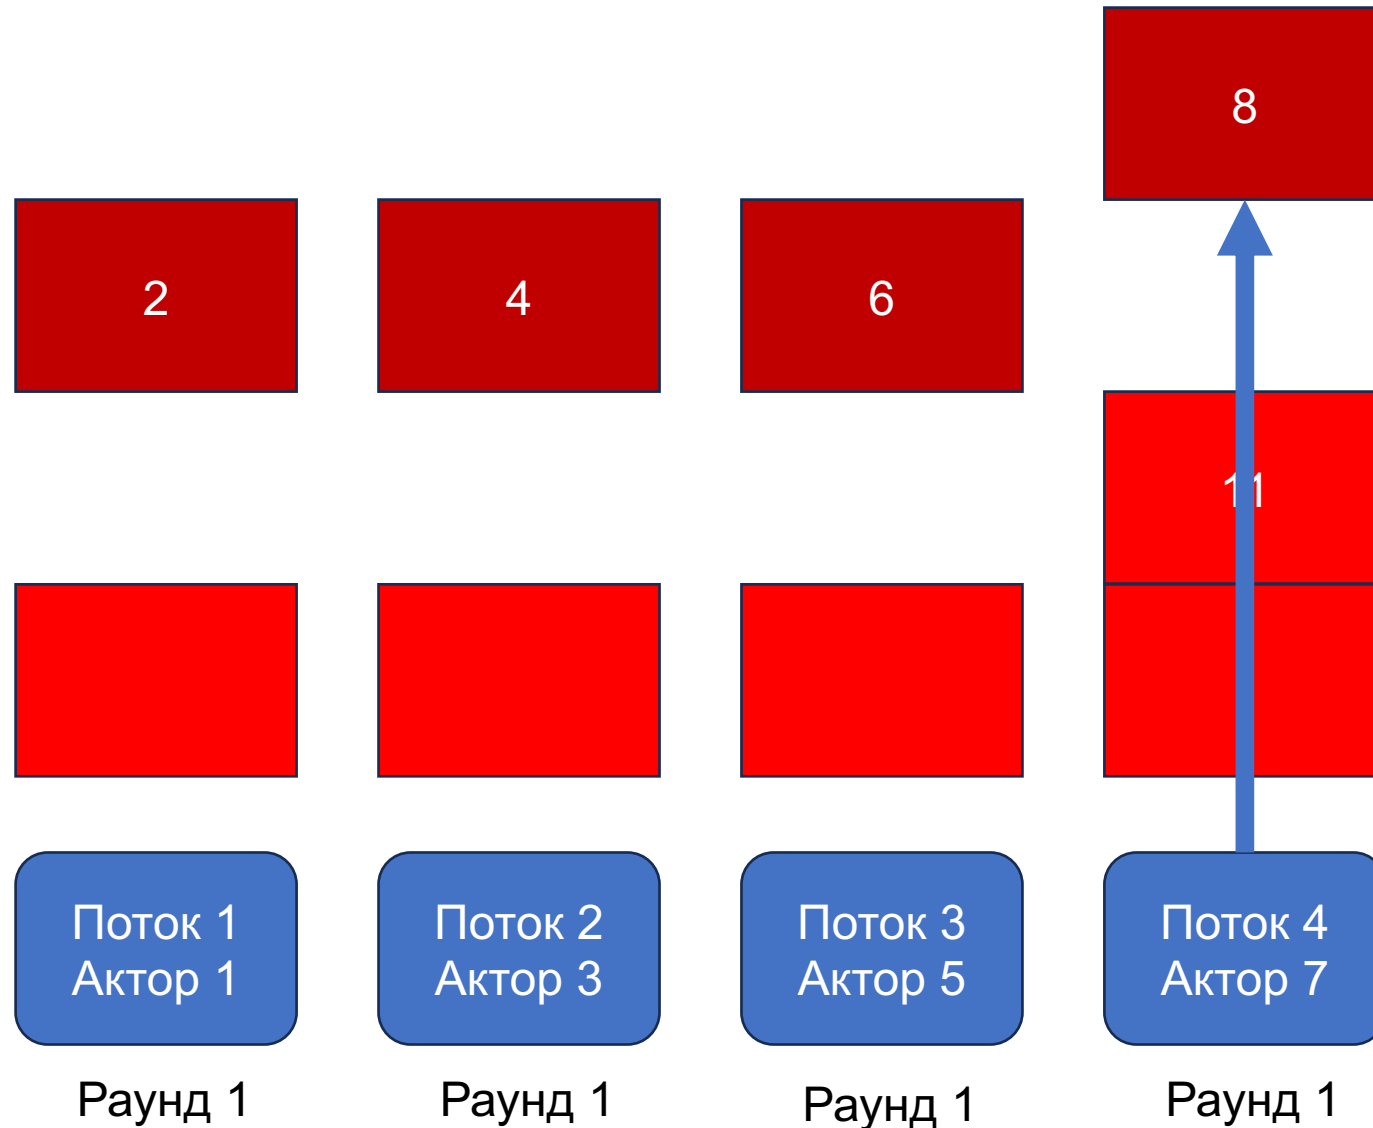 8
2
4
6
11
Поток 1
Актор 1
Поток 2
Актор 3
Поток 3
Актор 5
Поток 4
Актор 7
Раунд 1
Раунд 1
Раунд 1
Раунд 1